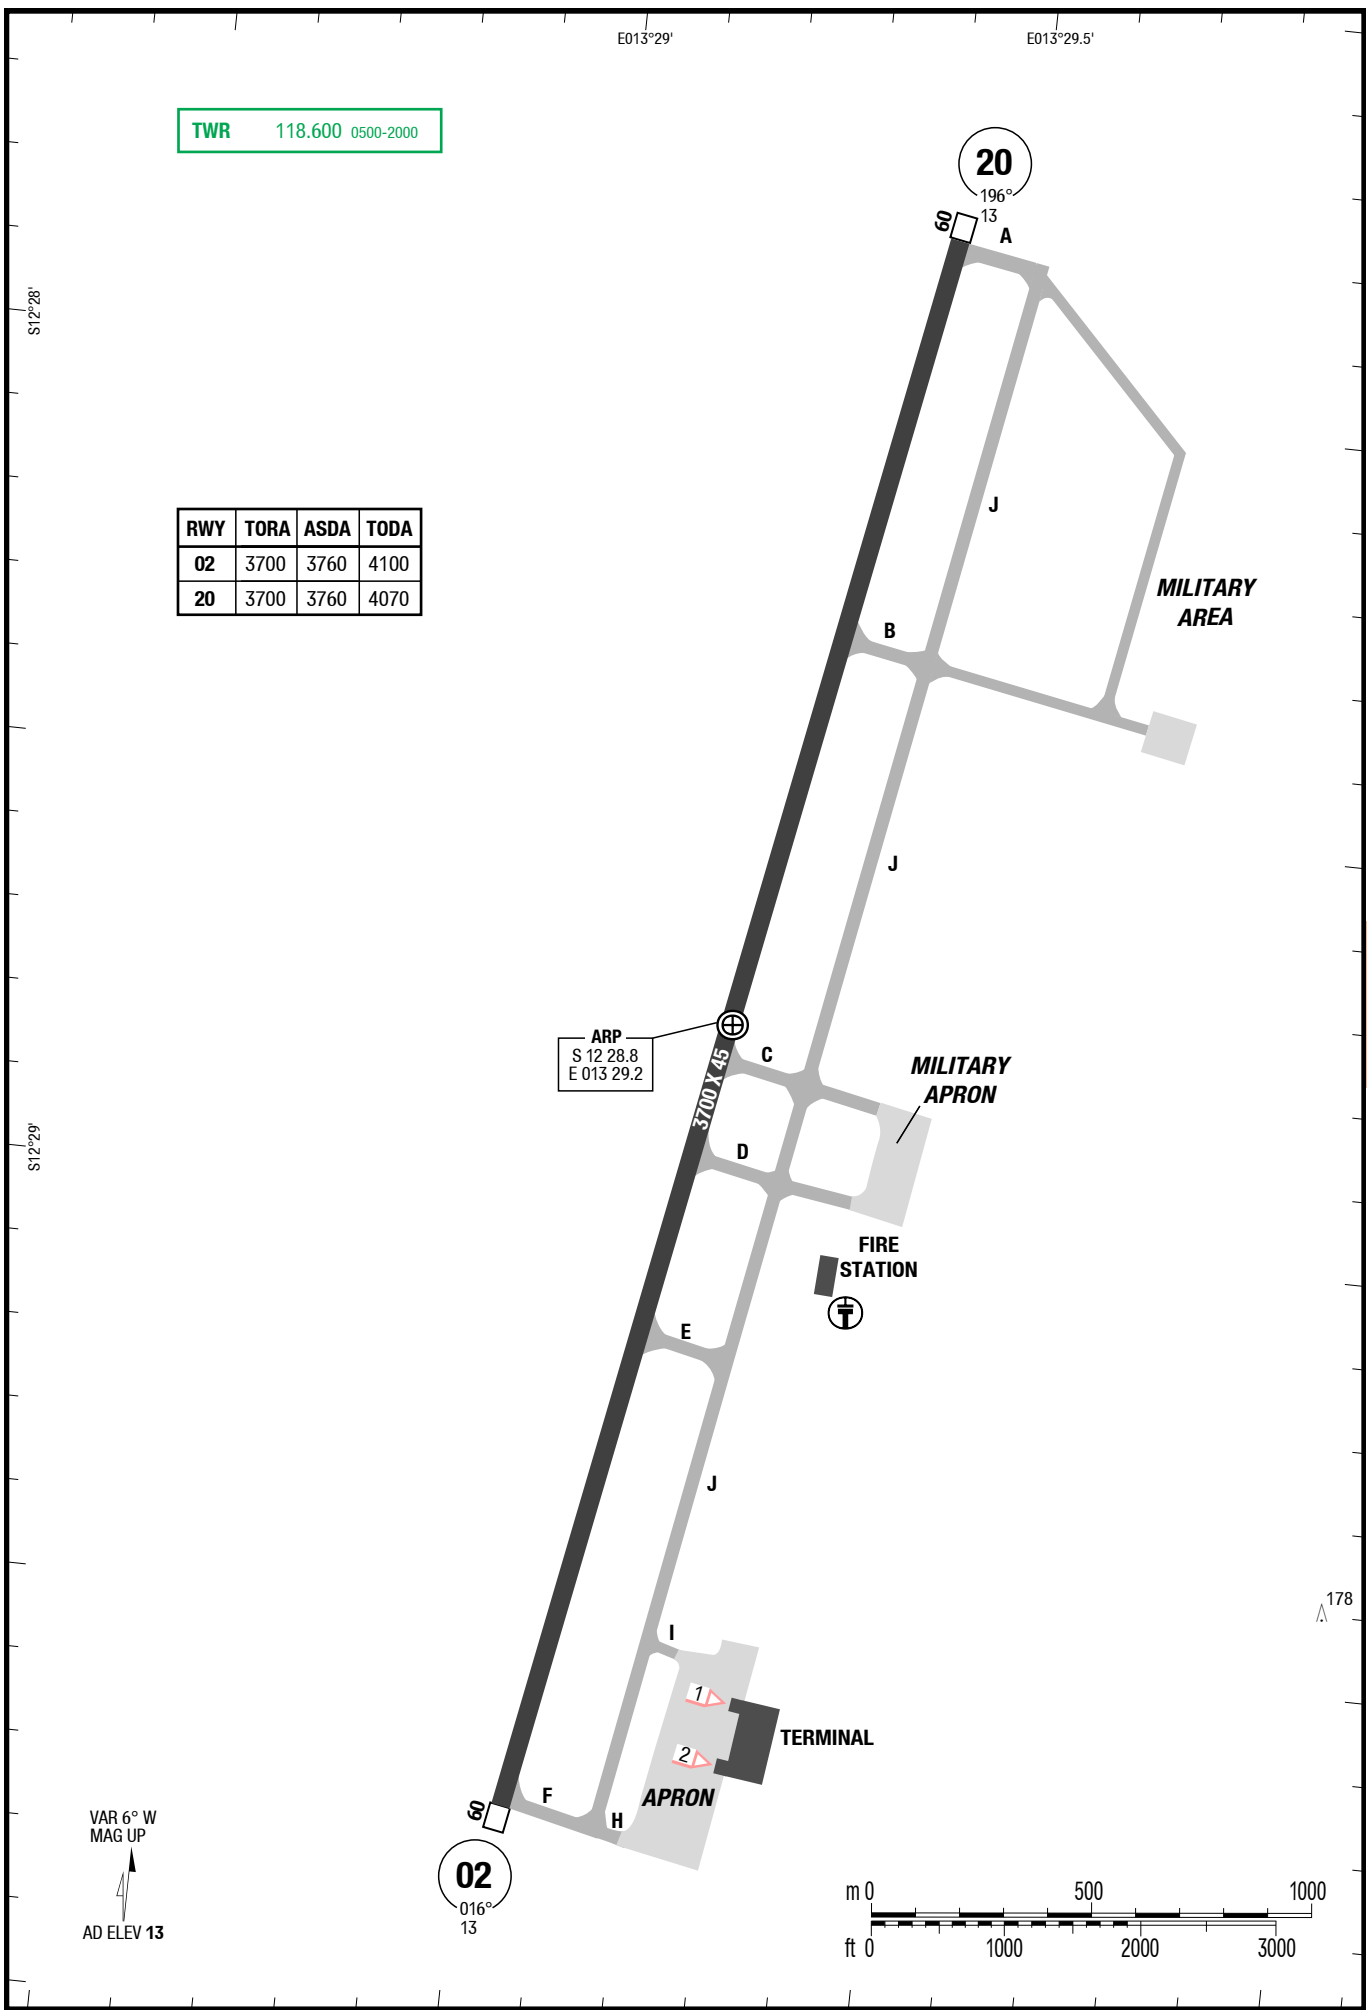 E013°29'
E013°29.5'
TWR 118.600 0500-2000
20
196°
13
60
A
S12°28'
J
RWY TORA ASDA TODA
02 3700 3760 4100
20 3700 3760 4070
MILITARY
AREA
B
J
ARP
S 12 28.8
E 013 29.2
3700 X 45
C
MILITARY
APRON
S12°29'
D
FIRE
STATION
E
J
178
I
1
TERMINAL
2
APRON
F
H
60
VAR 6° W
MAG UP
AD ELEV 13
02
016°
13
m 0 500 1000
ft 0 1000 2000 3000